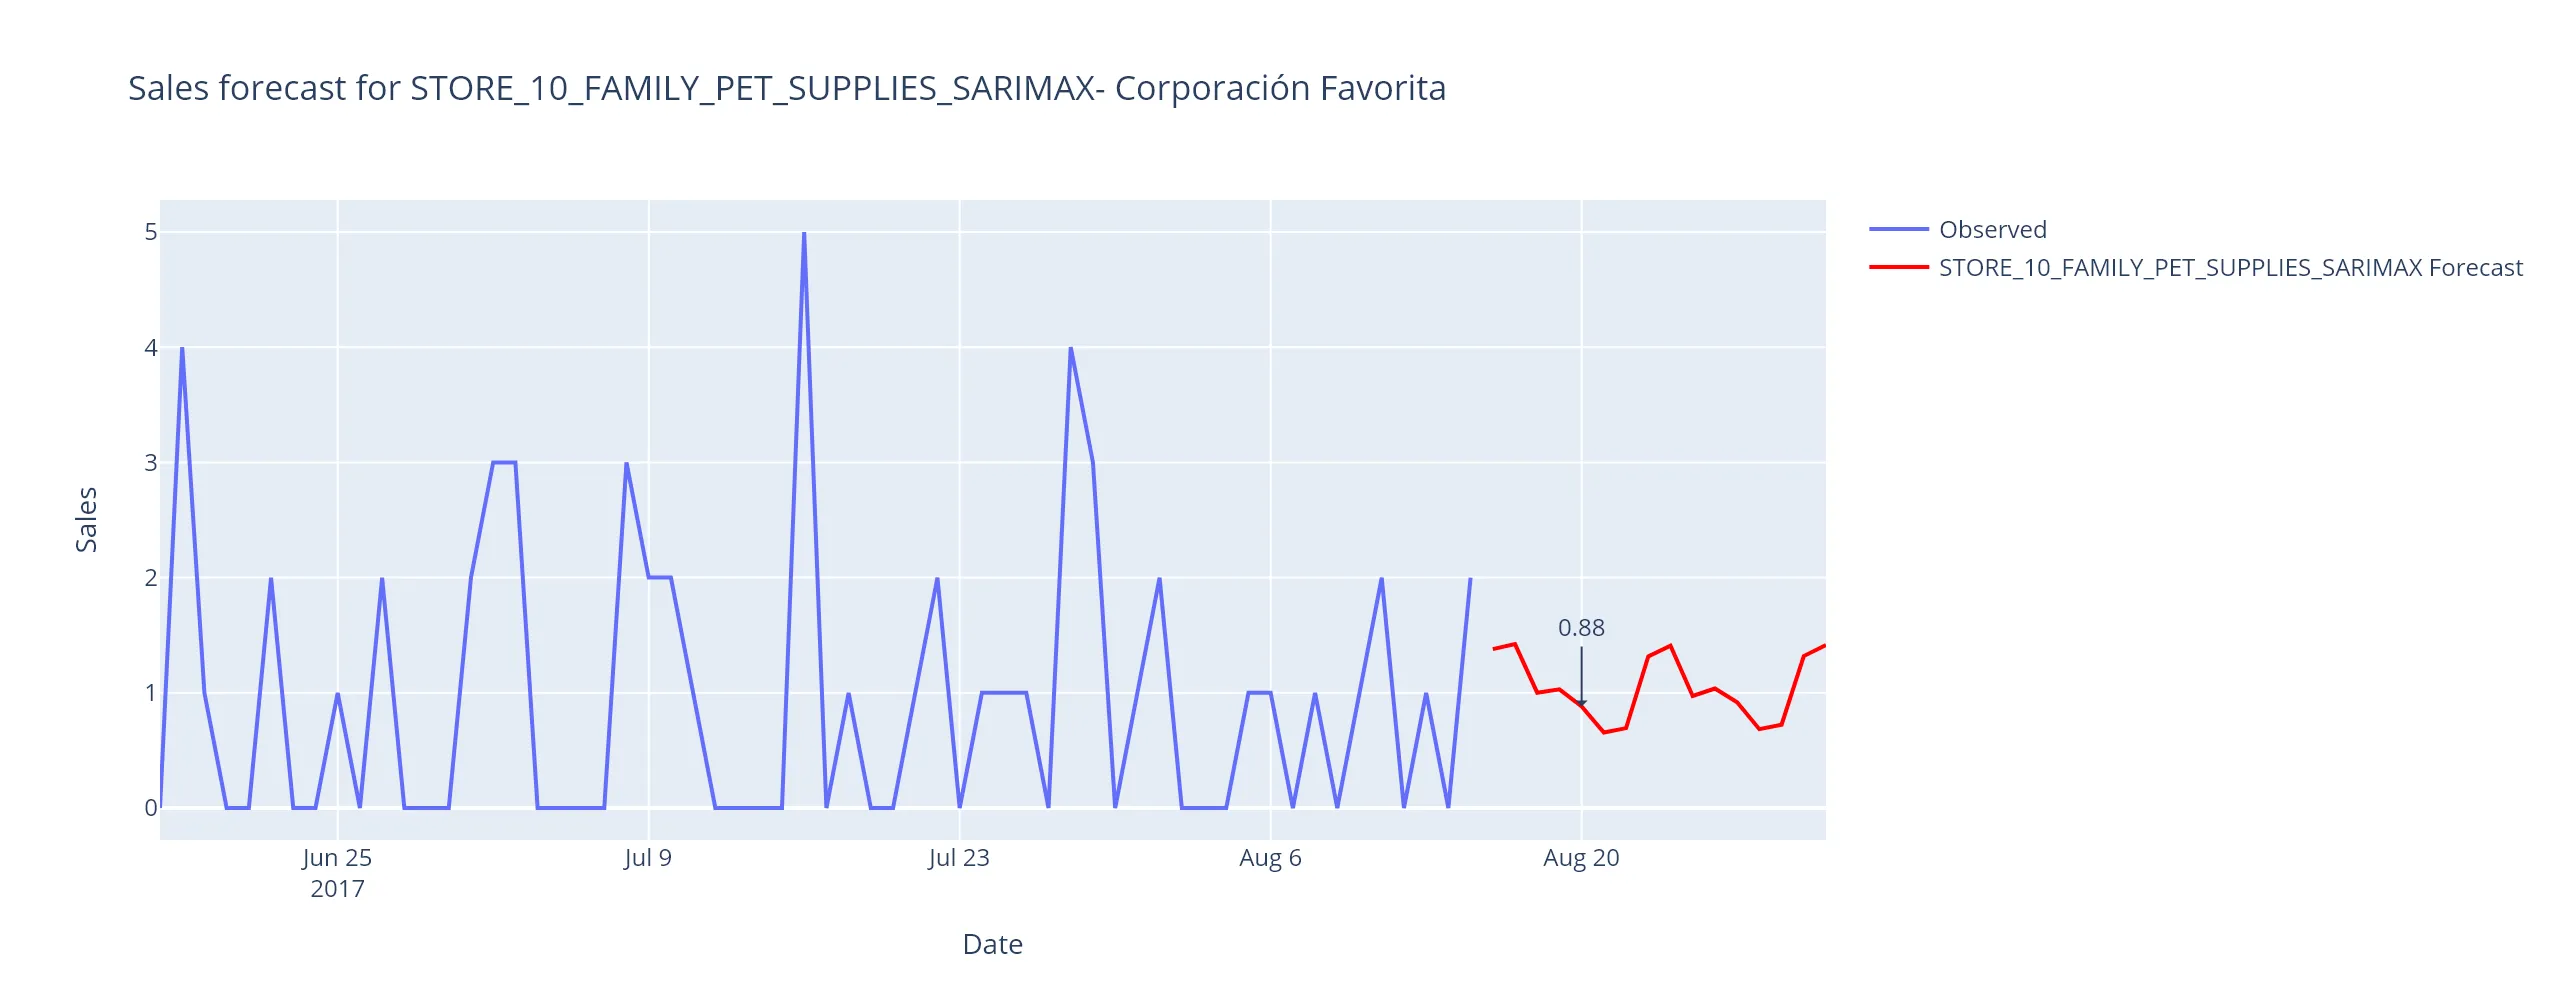 Sales forecast for STORE_10_FAMILY_PET_SUPPLIES_SARIMAX- Corporación Favorita
Observed
STORE_10_FAMILY_PET_SUPPLIES_SARIMAX Forecast
5
4
3
2
1
0
Sales
0.88
Jun 25
2017
Jul 9
Jul 23
Aug 6
Aug 20
Date